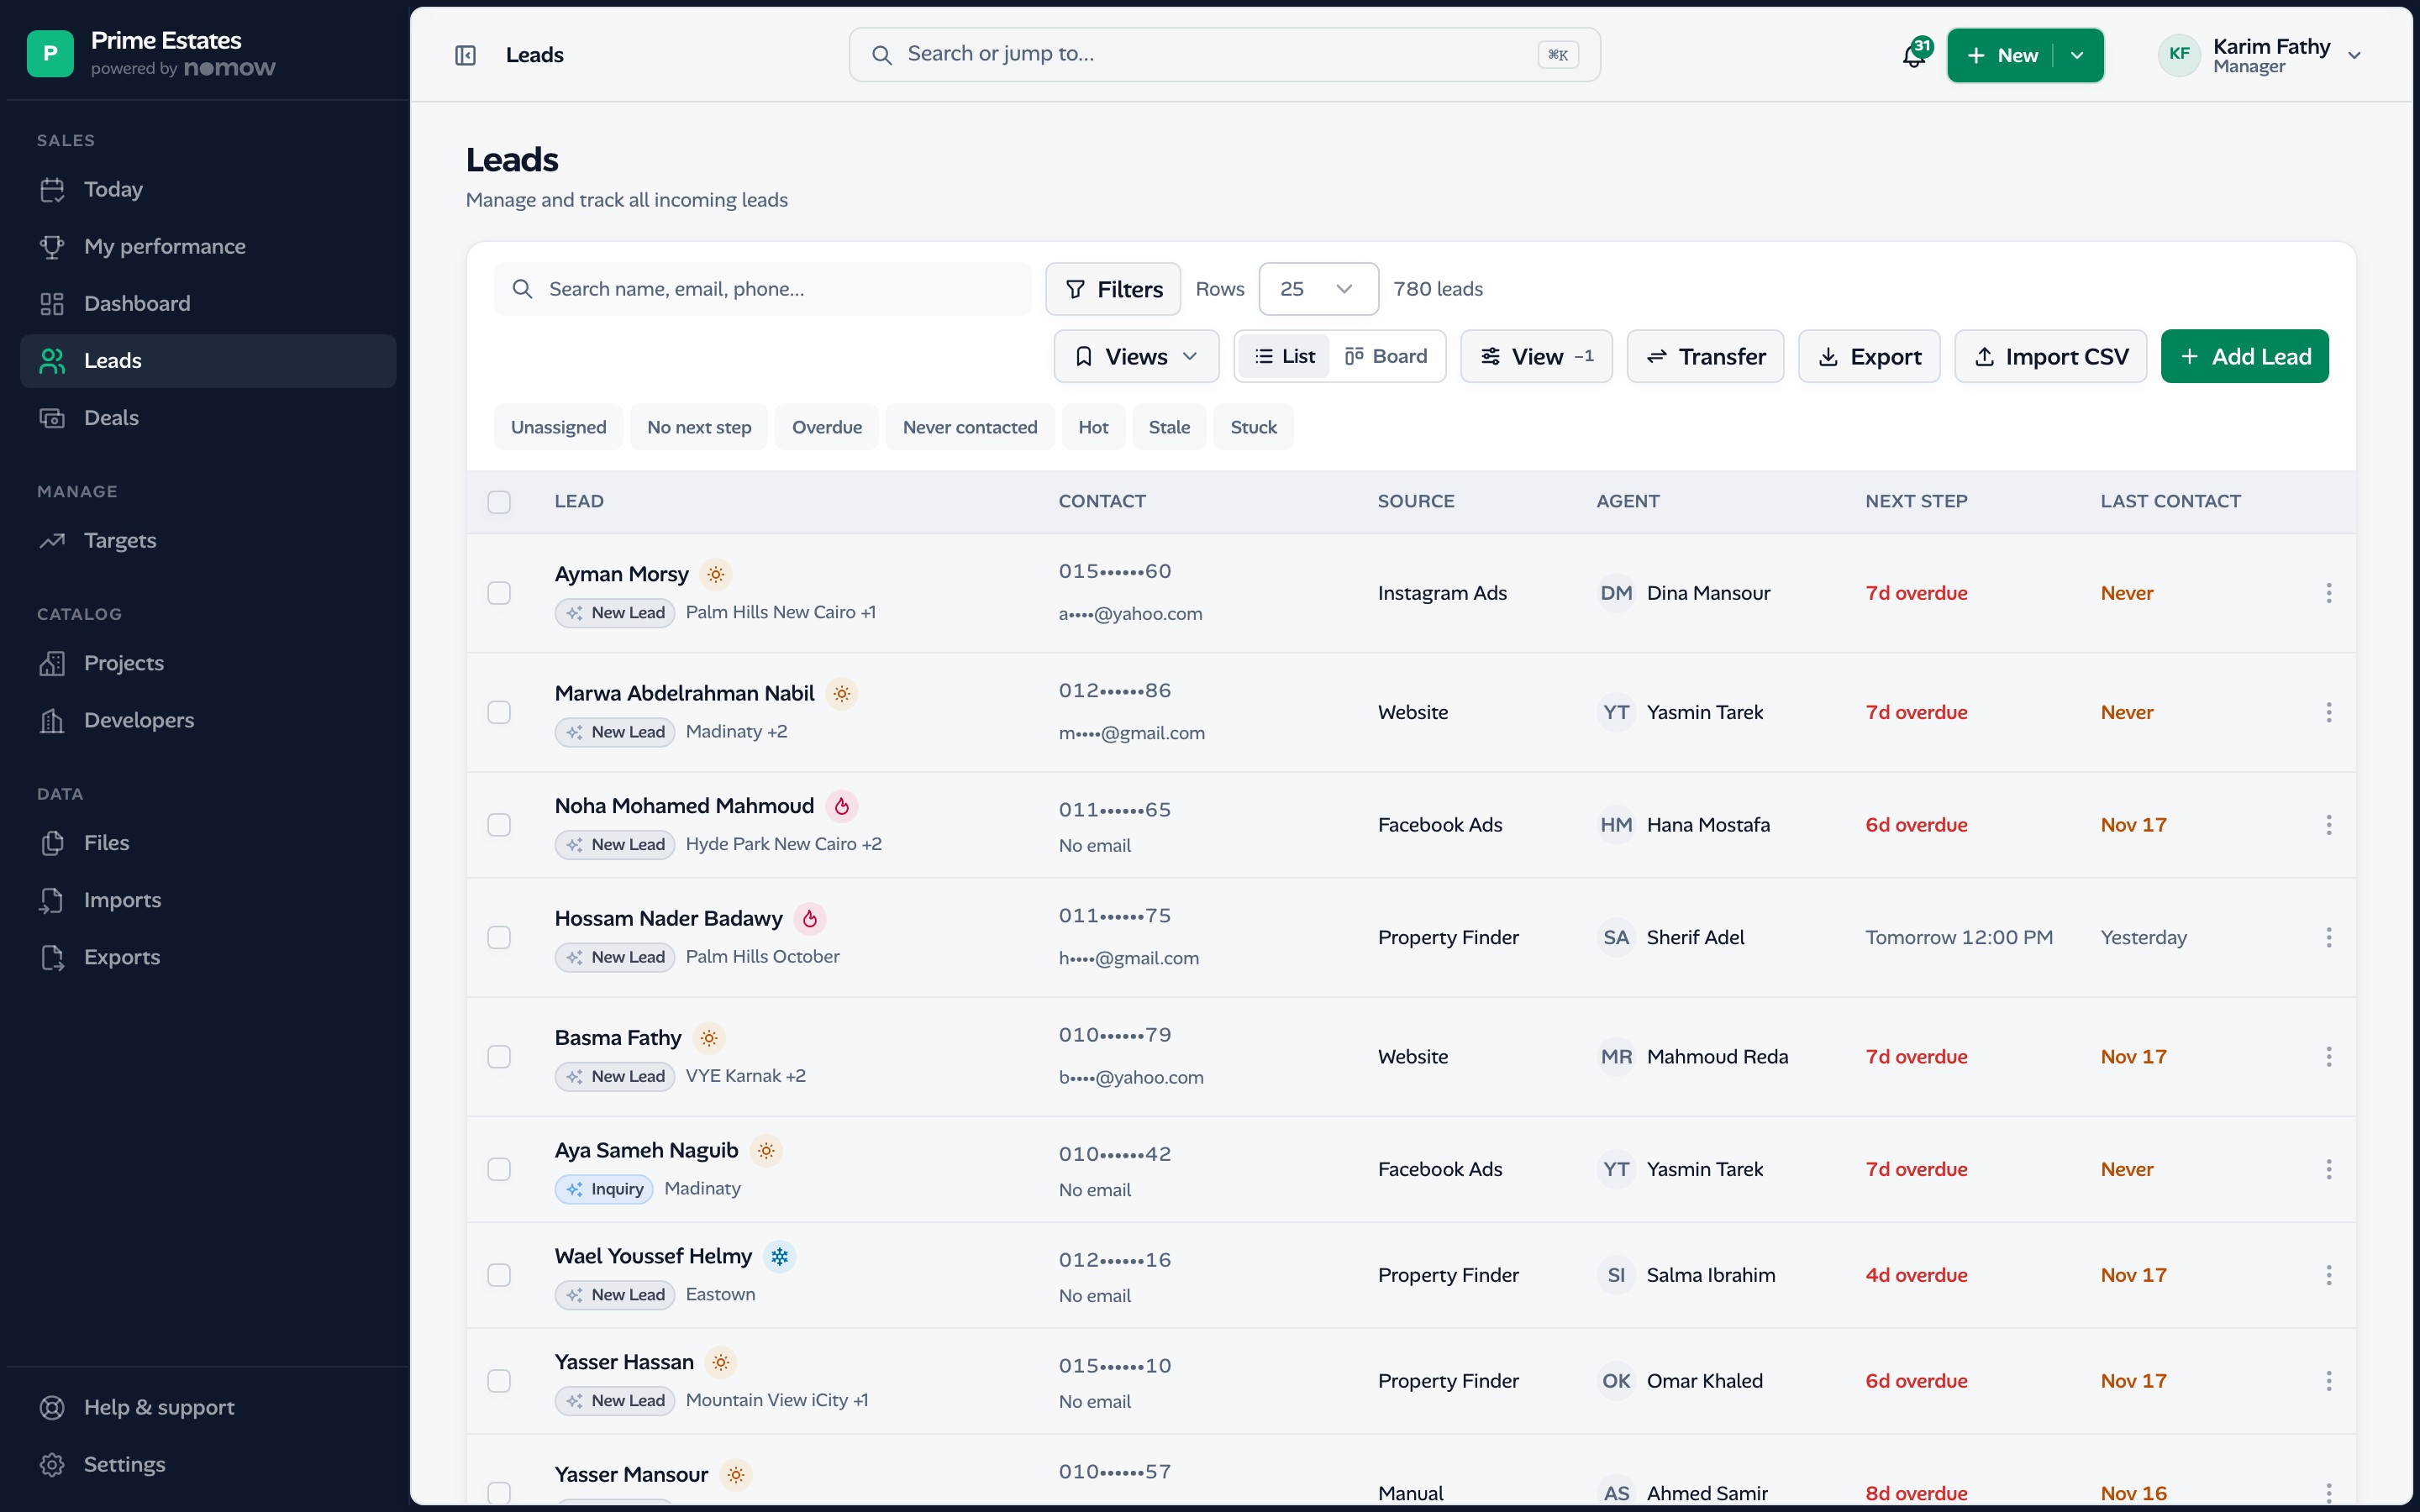 P
Prime Estates
powered by nomow
SALES
Today
My performance
Dashboard
Leads
Deals
MANAGE
Targets
CATALOG
Projects
Developers
DATA
Files
Imports
Exports
Help & support
Settings
Leads
Search or jump to...
⌘K
31
+ New
KF
Karim Fathy
Manager
Leads
Manage and track all incoming leads
Search name, email, phone...
Filters
Rows
25
780 leads
Views
List
Board
View −1
Transfer
Export
Import CSV
+ Add Lead
Unassigned
No next step
Overdue
Never contacted
Hot
Stale
Stuck
LEAD CONTACT SOURCE AGENT NEXT STEP LAST CONTACT
Ayman Morsy
New Lead Palm Hills New Cairo +1
015••••••60
a••••@yahoo.com
Instagram Ads
DM Dina Mansour
7d overdue
Never
Marwa Abdelrahman Nabil
New Lead Madinaty +2
012••••••86
m••••@gmail.com
Website
YT Yasmin Tarek
7d overdue
Never
Noha Mohamed Mahmoud
New Lead Hyde Park New Cairo +2
011••••••65
No email
Facebook Ads
HM Hana Mostafa
6d overdue
Nov 17
Hossam Nader Badawy
New Lead Palm Hills October
011••••••75
h••••@gmail.com
Property Finder
SA Sherif Adel
Tomorrow 12:00 PM
Yesterday
Basma Fathy
New Lead VYE Karnak +2
010••••••79
b••••@yahoo.com
Website
MR Mahmoud Reda
7d overdue
Nov 17
Aya Sameh Naguib
Inquiry Madinaty
010••••••42
No email
Facebook Ads
YT Yasmin Tarek
7d overdue
Never
Wael Youssef Helmy
New Lead Eastown
012••••••16
No email
Property Finder
SI Salma Ibrahim
4d overdue
Nov 17
Yasser Hassan
New Lead Mountain View iCity +1
015••••••10
No email
Property Finder
OK Omar Khaled
6d overdue
Nov 17
Yasser Mansour
010••••••57
Manual
AS Ahmed Samir
8d overdue
Nov 16